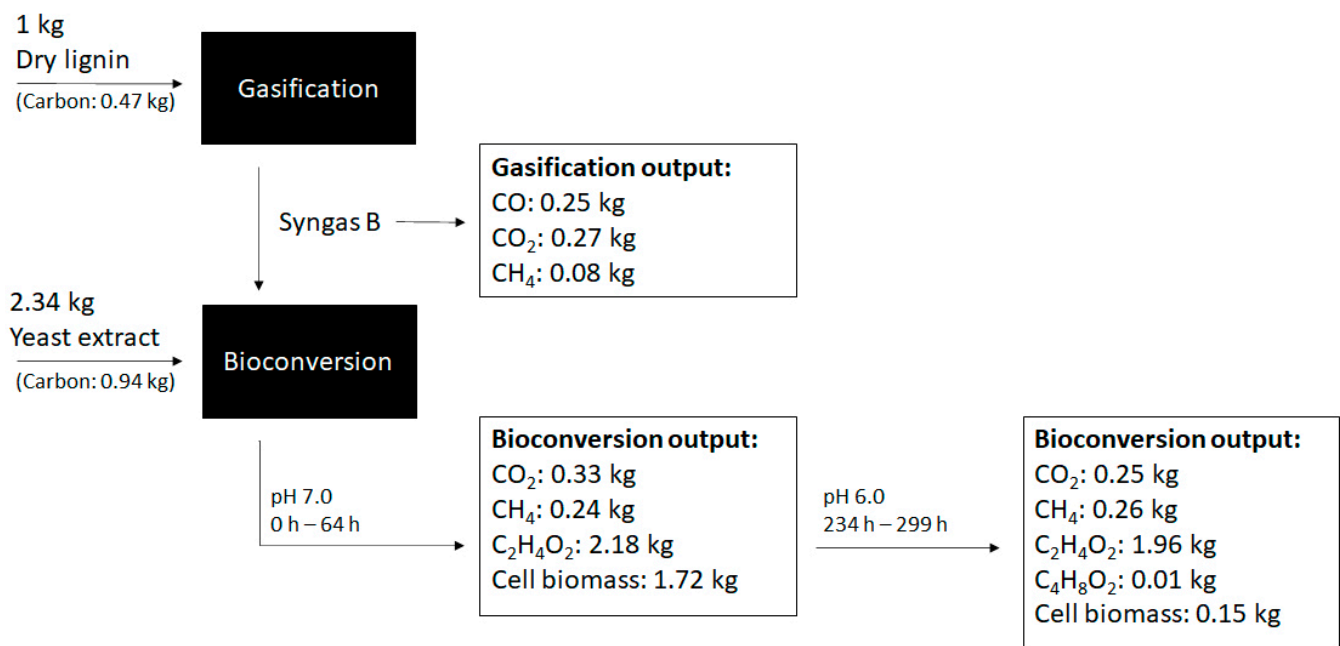 1 kg
Dry lignin
(Carbon: 0.47 kg)
Gasification
Syngas B
Gasification output:
CO: 0.25 kg
CO₂: 0.27 kg
CH₄: 0.08 kg
2.34 kg
Yeast extract
(Carbon: 0.94 kg)
Bioconversion
pH 7.0
0 h – 64 h
Bioconversion output:
CO₂: 0.33 kg
CH₄: 0.24 kg
C₂H₄O₂: 2.18 kg
Cell biomass: 1.72 kg
pH 6.0
234 h – 299 h
Bioconversion output:
CO₂: 0.25 kg
CH₄: 0.26 kg
C₂H₄O₂: 1.96 kg
C₄H₈O₂: 0.01 kg
Cell biomass: 0.15 kg